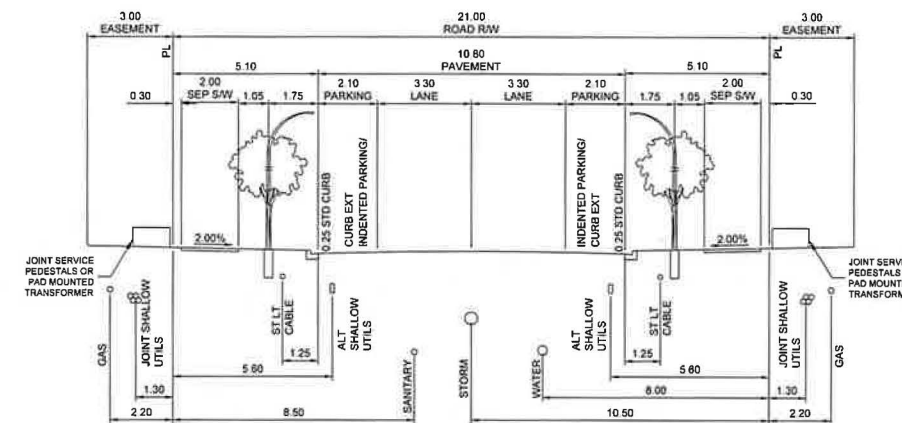 3.00
EASEMENT
21.00
ROAD R/W
3.00
EASEMENT
PL
PL
5.10
10.80
PAVEMENT
5.10
0.30
2.00
SEP S/W
1.05
1.75
2.10
PARKING
3.30
LANE
3.30
LANE
2.10
PARKING
1.75
1.05
2.00
SEP S/W
0.30
0.25 STD CURB
CURB EXT
INDENTED PARKING/
INDENTED PARKING/
CURB EXT
0.25 STD CURB
2.00%
2.00%
JOINT SERVICE
PEDESTALS OR
PAD MOUNTED
TRANSFORMER
JOINT SERVIC
PEDESTALS
PAD MOUNTE
TRANSFORM
GAS
JOINT SHALLOW
UTILS
ST LT
CABLE
ALT
SHALLOW
UTILS
SANITARY
STORM
WATER
ALT
SHALLOW
UTILS
ST LT
CABLE
JOINT SHALLOW
UTILS
GAS
1.25
1.25
5.60
5.60
1.30
8.00
1.30
2.20
8.50
10.50
2.20